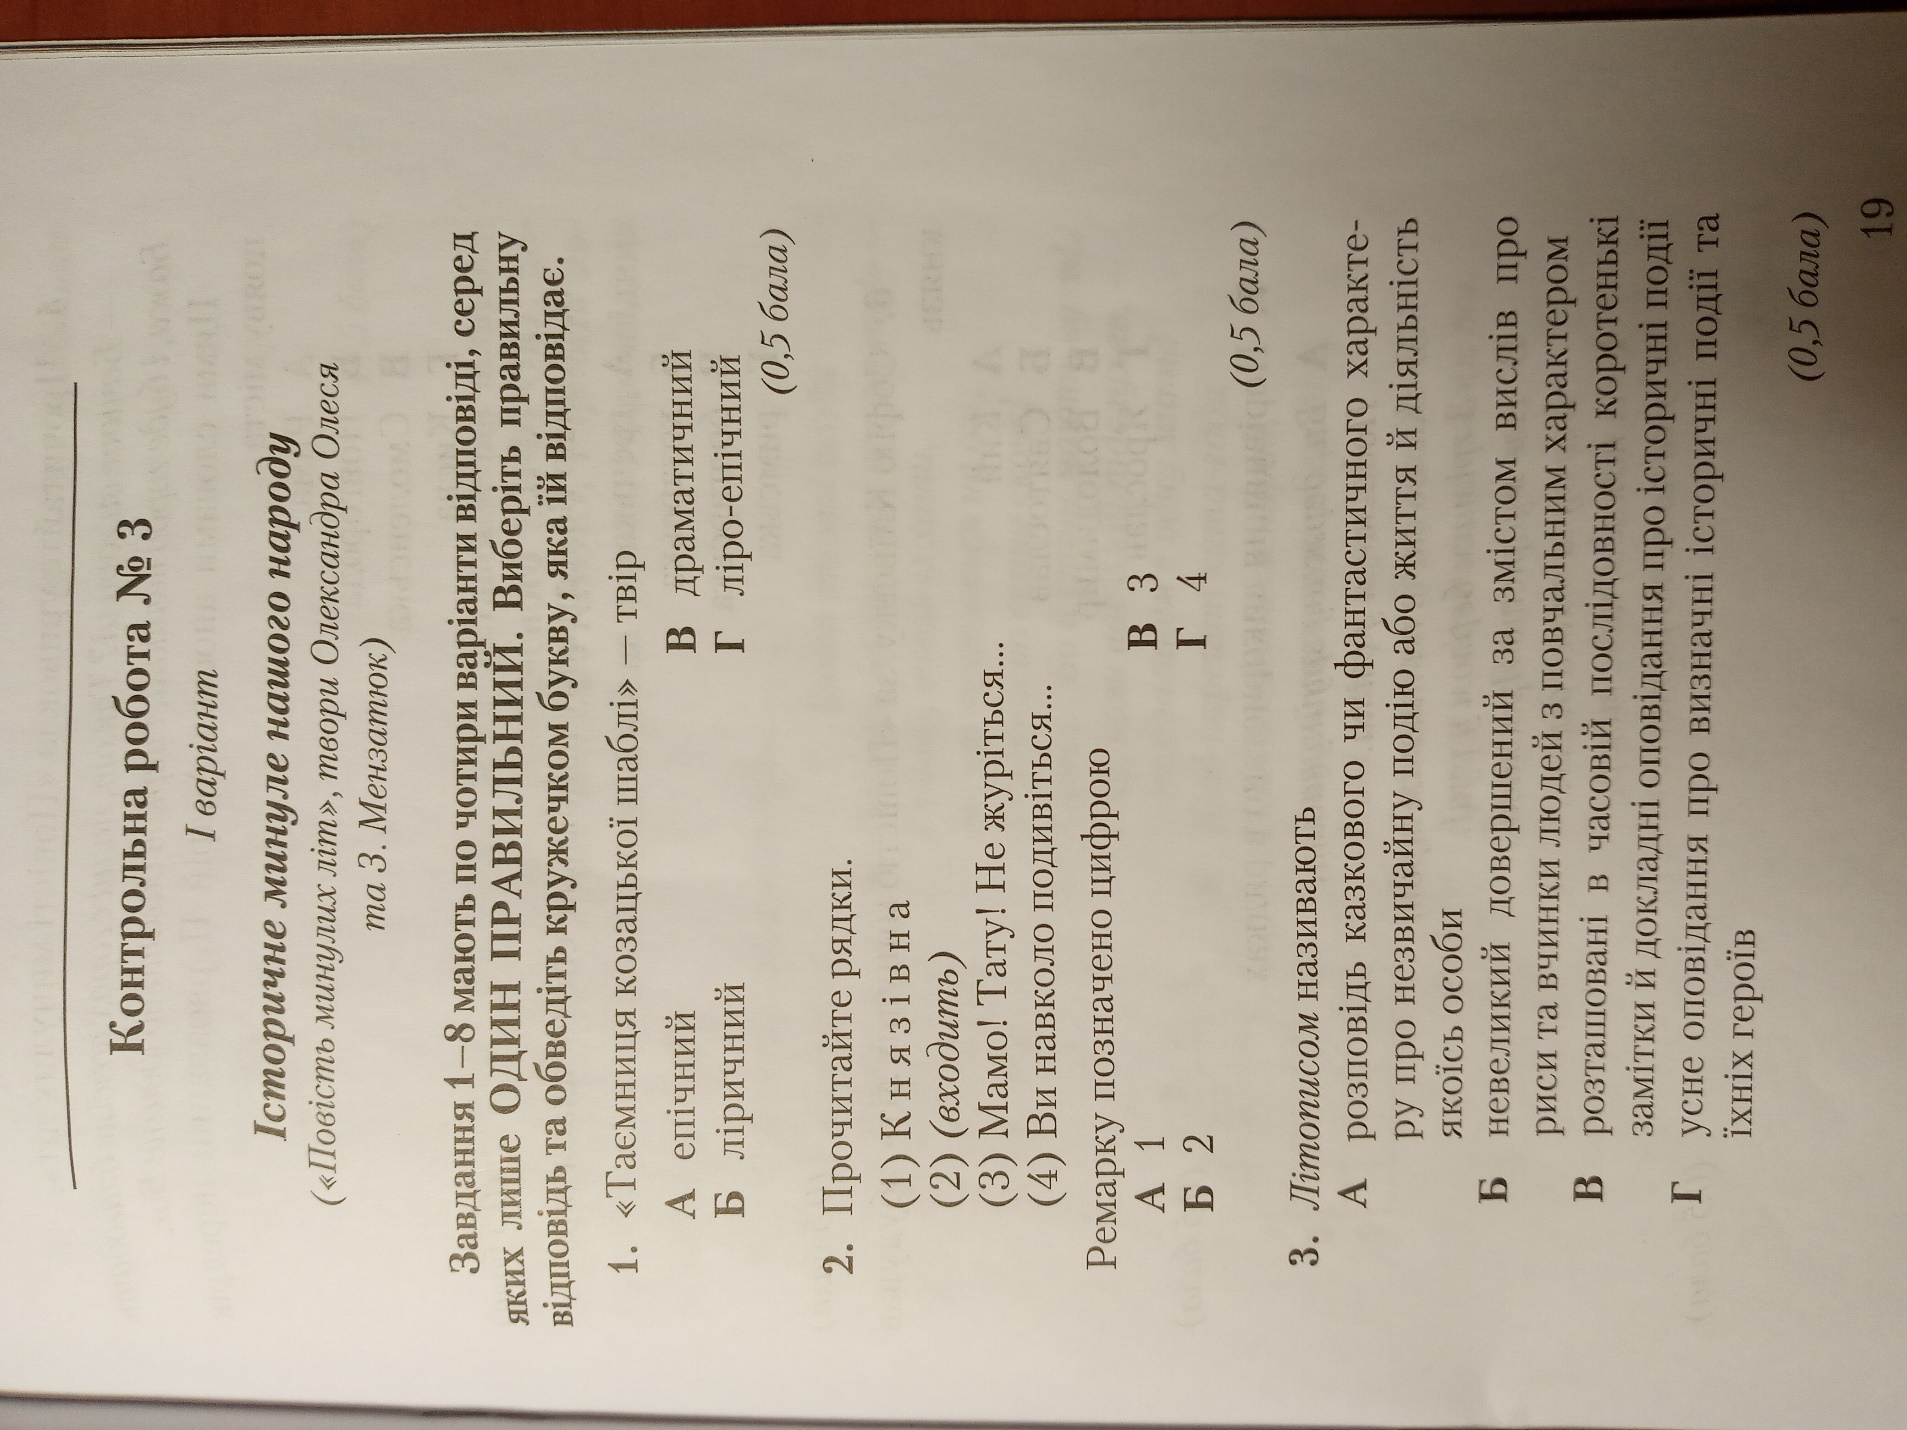 Контрольна робота № 3
І варіант
Історичне минуле нашого народу
(«Повість минулих літ», твори Олександра Олеся
та З. Мензатюк)
Завдання 1–8 мають по чотири варіанти відповіді, серед
яких лише ОДИН ПРАВИЛЬНИЙ. Виберіть правильну
відповідь та обведіть кружечком букву, яка їй відповідає.
1. «Таємниця козацької шаблі» — твір
А епічний В драматичний
Б ліричний Г ліро-епічний
(0,5 бала)
2. Прочитайте рядки.
(1) Князівна
(2) (входить)
(3) Мамо! Тату! Не журіться...
(4) Ви навколо подивіться...
Ремарку позначено цифрою
А 1 В 3
Б 2 Г 4
(0,5 бала)
3. Літописом називають
А розповідь казкового чи фантастичного характе-
ру про незвичайну подію або життя й діяльність
якоїсь особи
Б невеликий довершений за змістом вислів про
риси та вчинки людей з повчальним характером
В розташовані в часовій послідовності коротенькі
замітки й докладні оповідання про історичні події
Г усне оповідання про визначні історичні події та
їхніх героїв
(0,5 бала)
19